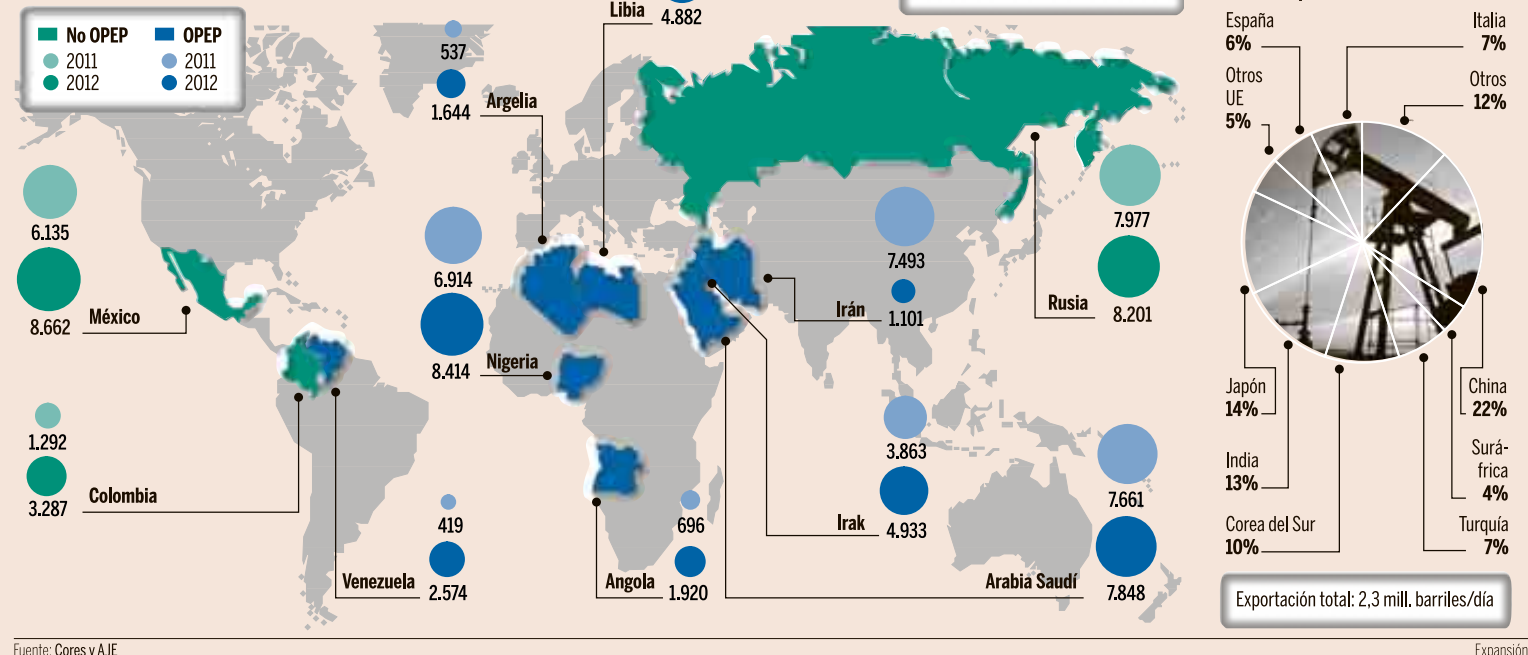 No OPEP
OPEP
2011
2011
2012
2012
537
1.644
Argelia
Libia
4.882
6.135
8.662
México
6.914
8.414
Nigeria
7.493
1.101
Irán
7.977
8.201
Rusia
1.292
3.287
Colombia
419
2.574
Venezuela
696
1.920
Angola
3.863
4.933
Irak
7.661
7.848
Arabia Saudí
España
6%
Italia
7%
Otros
UE
5%
Otros
12%
Japón
14%
China
22%
India
13%
Surá-
frica
4%
Corea del Sur
10%
Turquía
7%
Exportación total: 2,3 mill. barriles/día
Fuente: Cores y AJE
Expansión